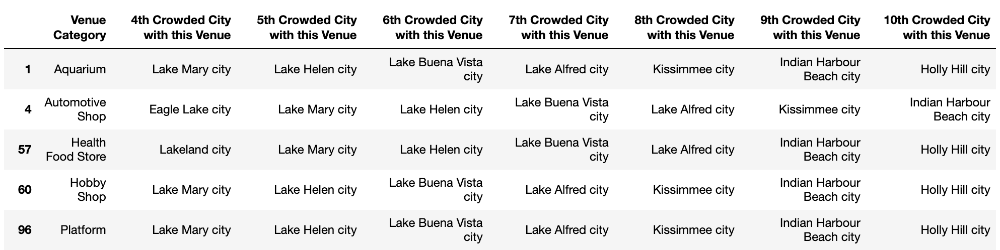 Venue Category 4th Crowded City with this Venue 5th Crowded City with this Venue 6th Crowded City with this Venue 7th Crowded City with this Venue 8th Crowded City with this Venue 9th Crowded City with this Venue 10th Crowded City with this Venue
1 Aquarium Lake Mary city Lake Helen city Lake Buena Vista city Lake Alfred city Kissimmee city Indian Harbour Beach city Holly Hill city
4 Automotive Shop Eagle Lake city Lake Mary city Lake Helen city Lake Buena Vista city Lake Alfred city Kissimmee city Indian Harbour Beach city
57 Health Food Store Lakeland city Lake Mary city Lake Helen city Lake Buena Vista city Lake Alfred city Indian Harbour Beach city Holly Hill city
60 Hobby Shop Lake Mary city Lake Helen city Lake Buena Vista city Lake Alfred city Kissimmee city Indian Harbour Beach city Holly Hill city
96 Platform Lake Mary city Lake Helen city Lake Buena Vista city Lake Alfred city Kissimmee city Indian Harbour Beach city Holly Hill city